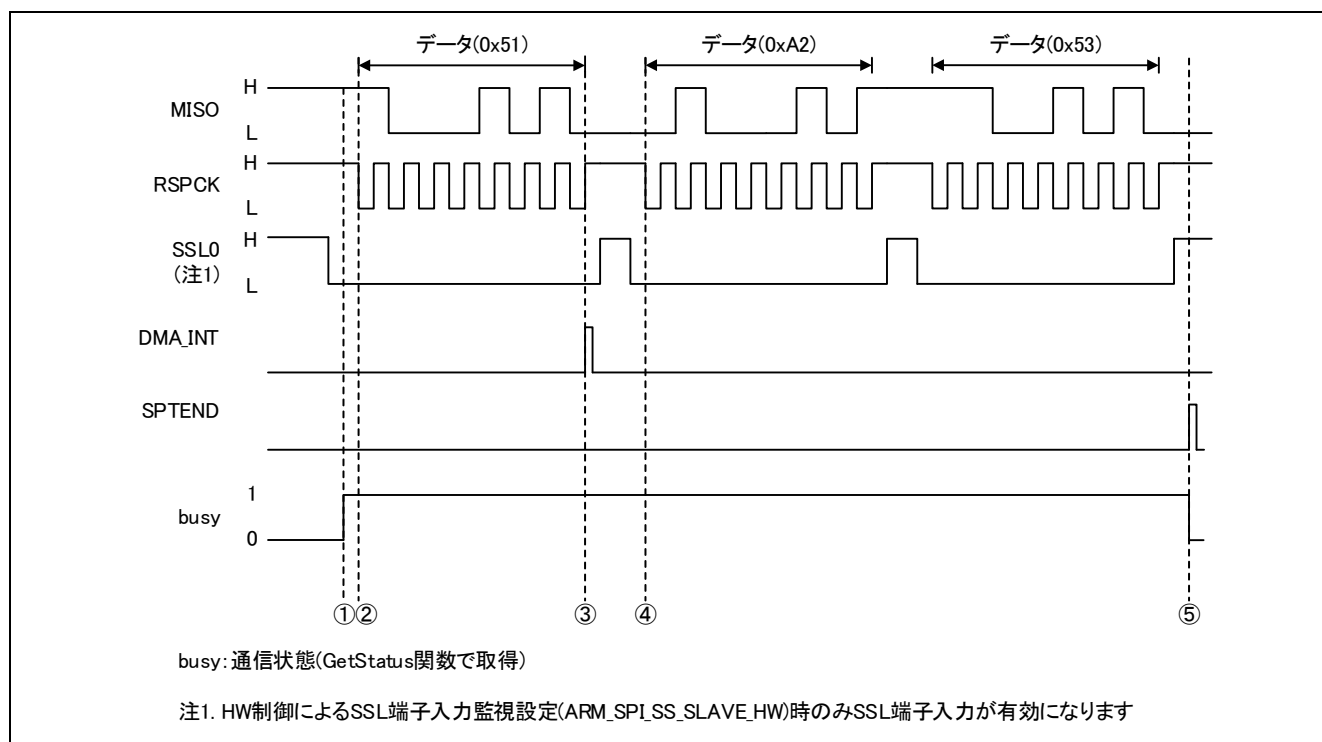 データ(0x51)
データ(0xA2)
データ(0x53)
MISO
H
L
RSPCK
H
L
SSL0
(注1)
H
L
DMA_INT
SPTEND
busy
1
0
①②
③
④
⑤
busy:通信状態(GetStatus関数で取得)
注1. HW制御によるSSL端子入力監視設定(ARM_SPI_SS_SLAVE_HW)時のみSSL端子入力が有効になります